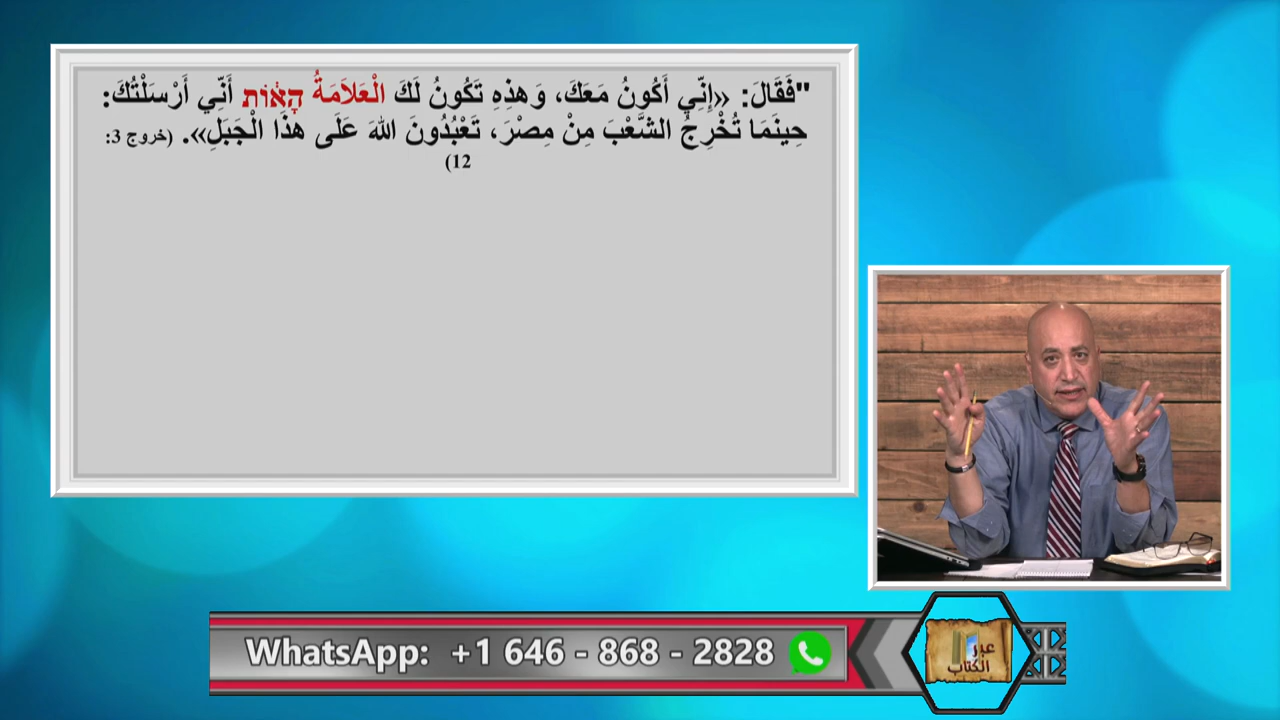 "فَقَالَ: «إِنِّي أَكُونُ مَعَكَ، وَهذِهِ تَكُونُ لَكَ الْعَلاَمَةُ הָא֔וֹת أَنِّي أَرْسَلْتُكَ:
حِينَمَا تُخْرِجُ الشَّعْبَ مِنْ مِصْرَ، تَعْبُدُونَ اللهَ عَلَى هذَا الْجَبَلِ». (خروج 3:
12)
WhatsApp: +1 646 - 868 - 2828
عبر
الكتاب